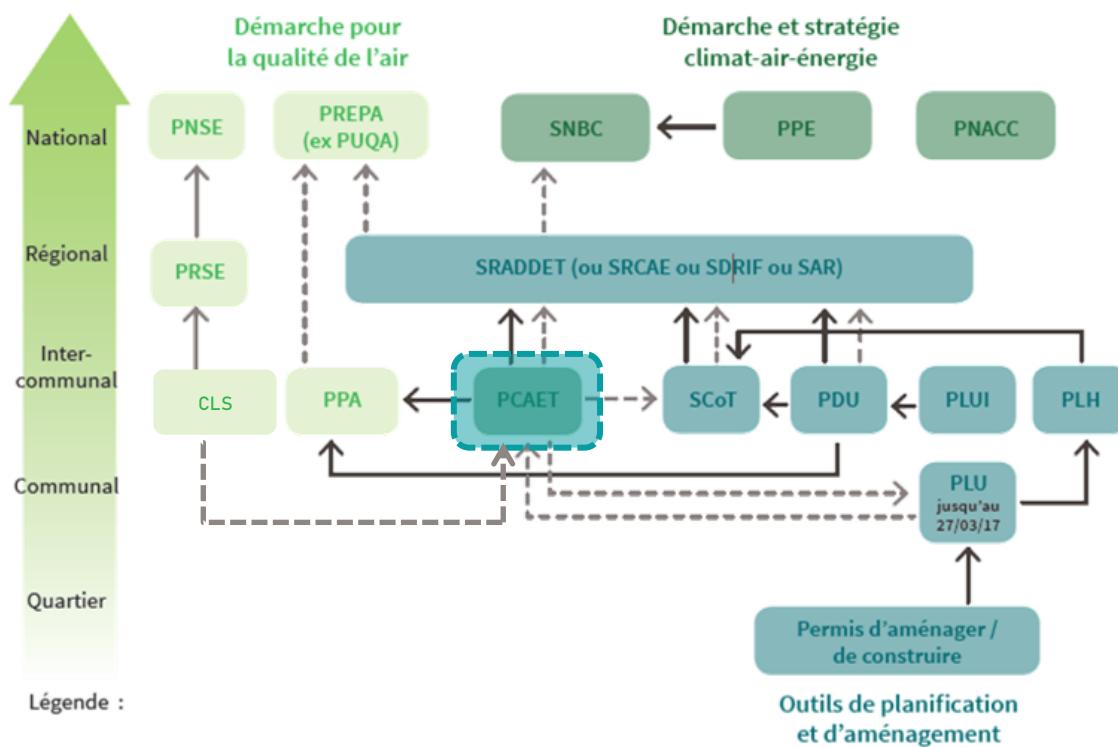 Démarche pour
la qualité de l'air
Démarche et stratégie
climat-air-énergie
National
PNSE
PREPA
(ex PUQA)
SNBC
PPE
PNACC
Régional
PRSE
SRADDET (ou SRCAE ou SDRIF ou SAR)
Inter-
communal
CLS
PPA
PCAET
SCoT
PDU
PLUI
PLH
Communal
PLU
jusqu'au
27/03/17
Quartier
Permis d'aménager /
de construire
Légende :
Outils de planification
et d'aménagement